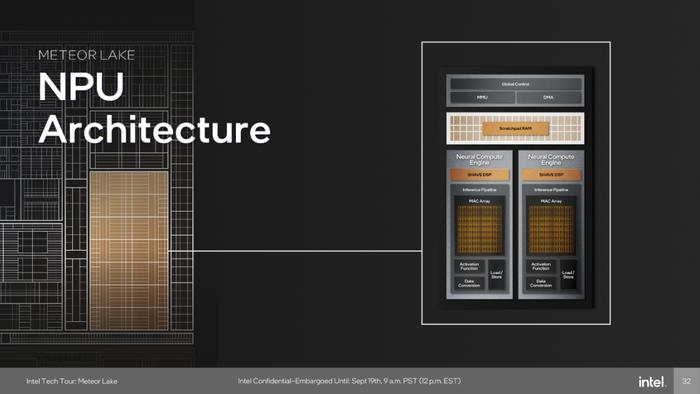 METEOR LAKE
NPU
Architecture
Global Control
MMU
DMA
Scratchpad RAM
Neural Compute
Engine
SHAVE DSP
Inference Pipeline
MAC Array
Activation
Function
Load/
Store
Data
Conversion
Neural Compute
Engine
SHAVE DSP
Inference Pipeline
MAC Array
Activation
Function
Load/
Store
Data
Conversion
Intel Tech Tour: Meteor Lake
Intel Confidential–Embargoed Until: Sept 19th, 9 a.m. PST (12 p.m. EST)
intel.
32